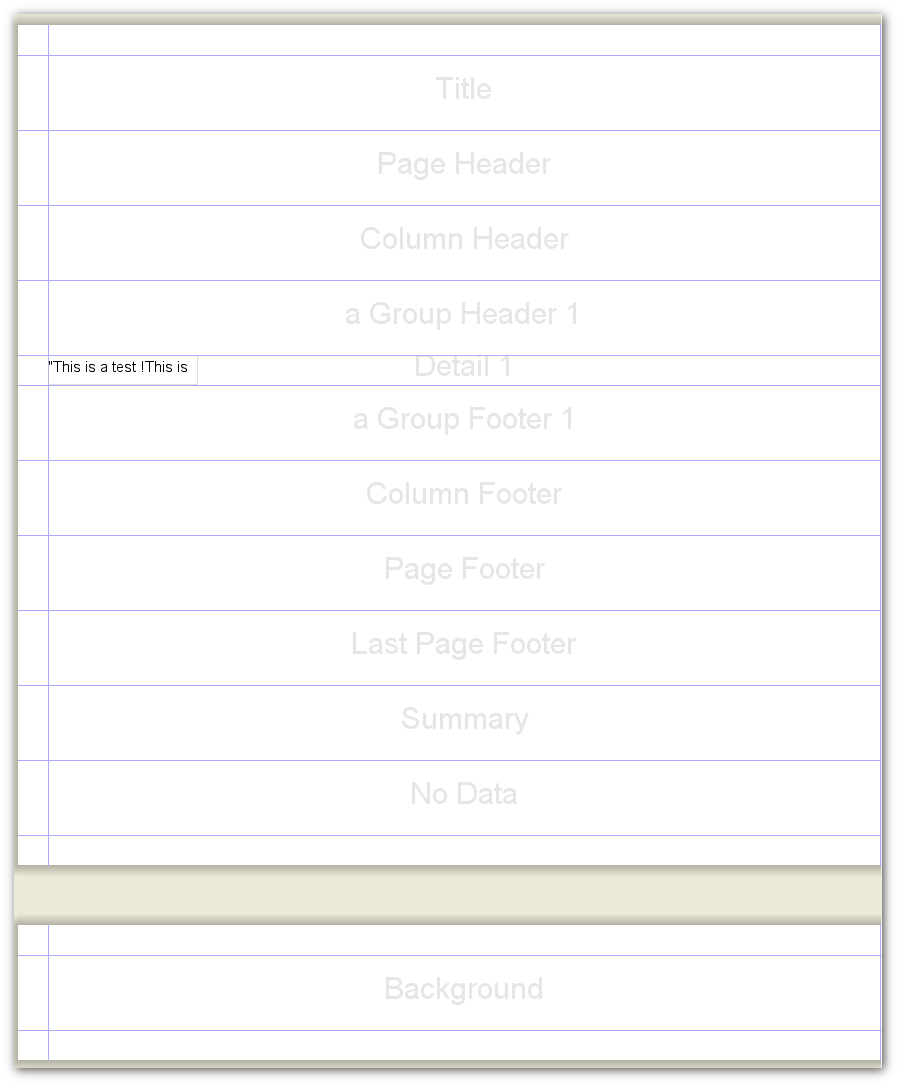 Title
Page Header
Column Header
a Group Header 1
"This is a test !This is
Detail 1
a Group Footer 1
Column Footer
Page Footer
Last Page Footer
Summary
No Data
Background